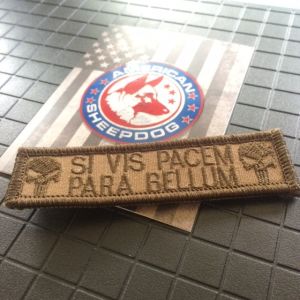 AMERICAN
SHEEPDOG
SI VIS PACEM
PARA BELLUM